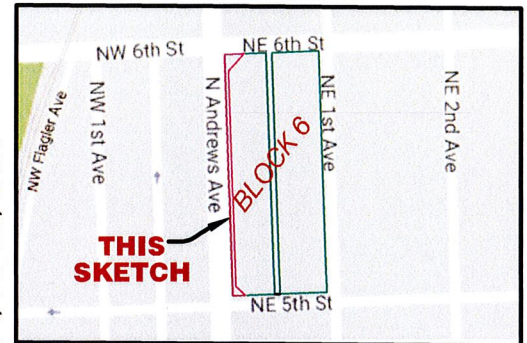 NW 6th St
NE 6th St
NW Flagler Ave
NW 1st Ave
N Andrews Ave
BLOCK 6
NE 1st Ave
NE 2nd Ave
THIS
SKETCH
NE 5th St